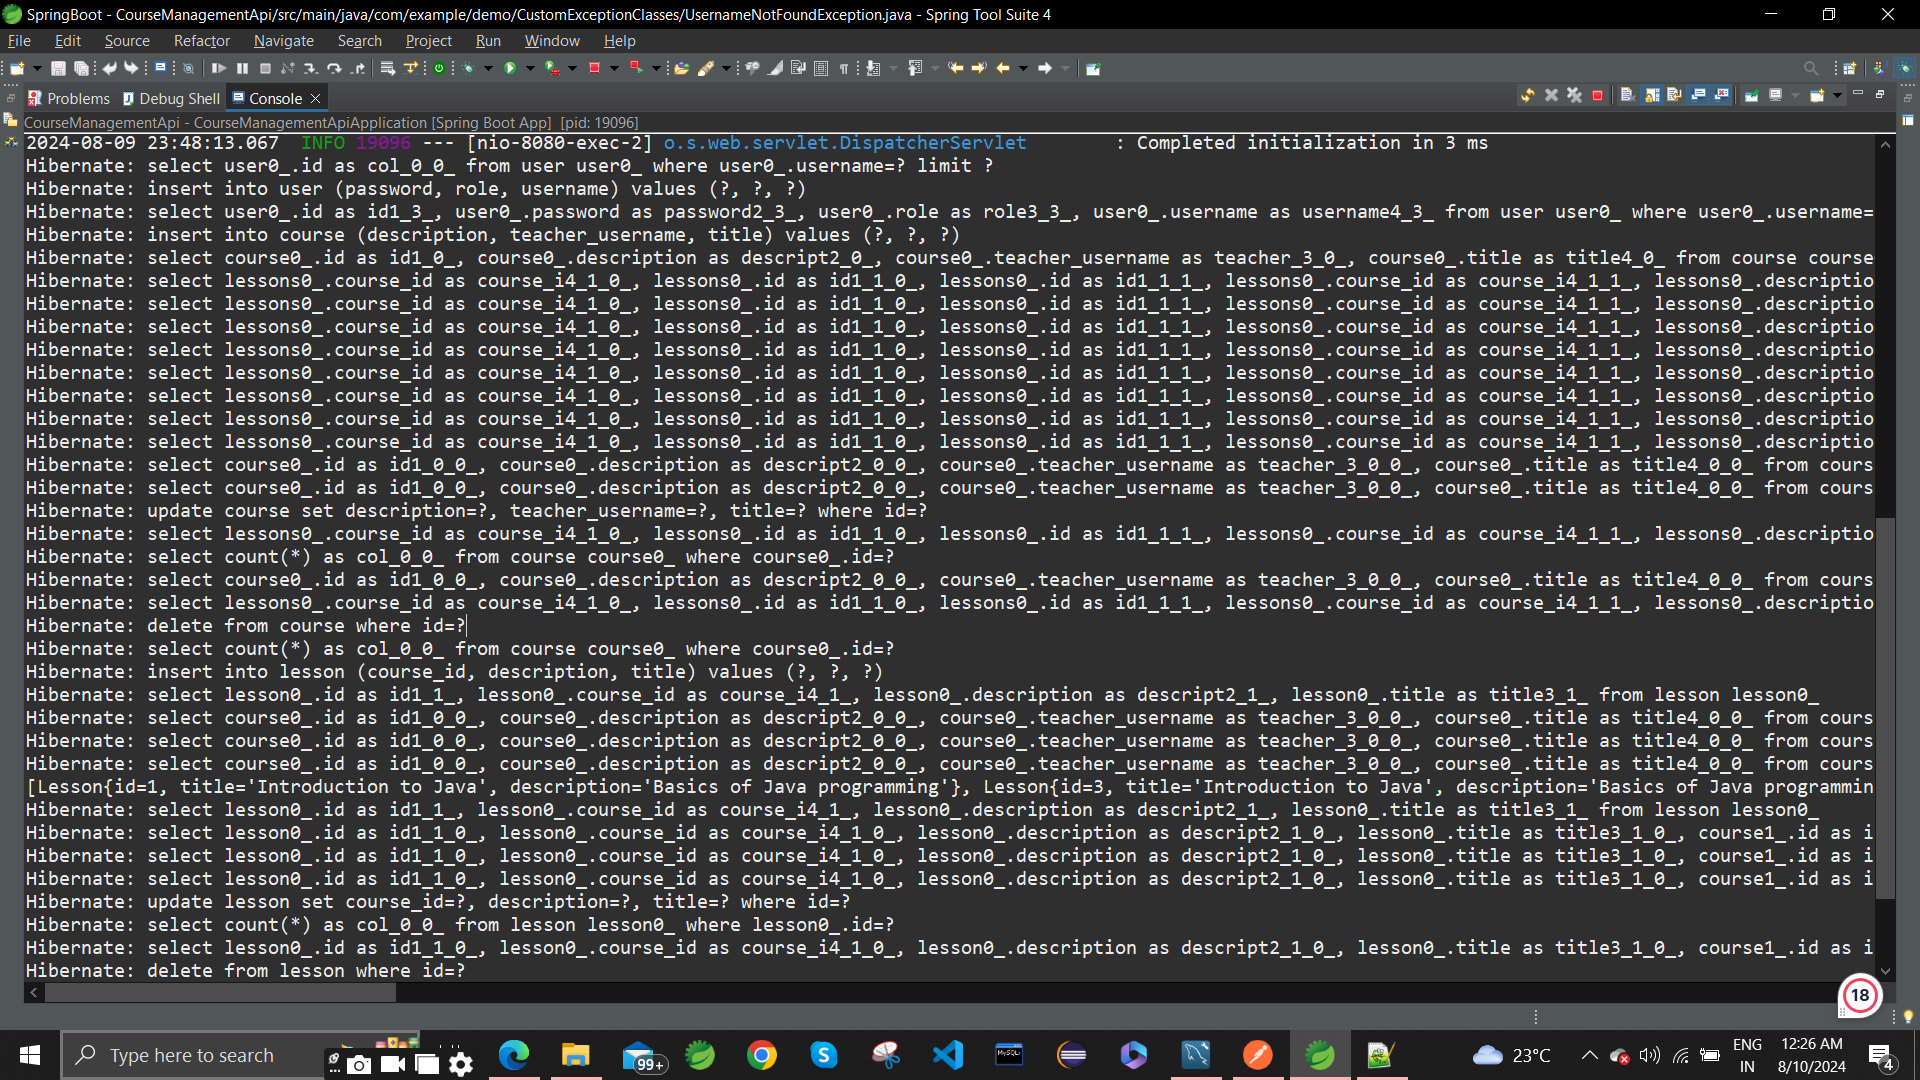 SpringBoot - CourseManagementApi/src/main/java/com/example/demo/CustomExceptionClasses/UsernameNotFoundException.java - Spring Tool Suite 4
File Edit Source Refactor Navigate Search Project Run Window Help
Problems Debug Shell Console
CourseManagementApi - CourseManagementApiApplication [Spring Boot App] [pid: 19096]
2024-08-09 23:48:13.067 INFO 19096 --- [nio-8080-exec-2] o.s.web.servlet.DispatcherServlet : Completed initialization in 3 ms
Hibernate: select user0_.id as col_0_0_ from user user0_ where user0_.username=? limit ?
Hibernate: insert into user (password, role, username) values (?, ?, ?)
Hibernate: select user0_.id as id1_3_, user0_.password as password2_3_, user0_.role as role3_3_, user0_.username as username4_3_ from user user0_ where user0_.username=
Hibernate: insert into course (description, teacher_username, title) values (?, ?, ?)
Hibernate: select course0_.id as id1_0_, course0_.description as descript2_0_, course0_.teacher_username as teacher_3_0_, course0_.title as title4_0_ from course course
Hibernate: select lessons0_.course_id as course_i4_1_0_, lessons0_.id as id1_1_0_, lessons0_.id as id1_1_1_, lessons0_.course_id as course_i4_1_1_, lessons0_.descriptio
Hibernate: select lessons0_.course_id as course_i4_1_0_, lessons0_.id as id1_1_0_, lessons0_.id as id1_1_1_, lessons0_.course_id as course_i4_1_1_, lessons0_.descriptio
Hibernate: select lessons0_.course_id as course_i4_1_0_, lessons0_.id as id1_1_0_, lessons0_.id as id1_1_1_, lessons0_.course_id as course_i4_1_1_, lessons0_.descriptio
Hibernate: select lessons0_.course_id as course_i4_1_0_, lessons0_.id as id1_1_0_, lessons0_.id as id1_1_1_, lessons0_.course_id as course_i4_1_1_, lessons0_.descriptio
Hibernate: select lessons0_.course_id as course_i4_1_0_, lessons0_.id as id1_1_0_, lessons0_.id as id1_1_1_, lessons0_.course_id as course_i4_1_1_, lessons0_.descriptio
Hibernate: select lessons0_.course_id as course_i4_1_0_, lessons0_.id as id1_1_0_, lessons0_.id as id1_1_1_, lessons0_.course_id as course_i4_1_1_, lessons0_.descriptio
Hibernate: select lessons0_.course_id as course_i4_1_0_, lessons0_.id as id1_1_0_, lessons0_.id as id1_1_1_, lessons0_.course_id as course_i4_1_1_, lessons0_.descriptio
Hibernate: select lessons0_.course_id as course_i4_1_0_, lessons0_.id as id1_1_0_, lessons0_.id as id1_1_1_, lessons0_.course_id as course_i4_1_1_, lessons0_.descriptio
Hibernate: select course0_.id as id1_0_0_, course0_.description as descript2_0_0_, course0_.teacher_username as teacher_3_0_0_, course0_.title as title4_0_0_ from cours
Hibernate: select course0_.id as id1_0_0_, course0_.description as descript2_0_0_, course0_.teacher_username as teacher_3_0_0_, course0_.title as title4_0_0_ from cours
Hibernate: update course set description=?, teacher_username=?, title=? where id=?
Hibernate: select lessons0_.course_id as course_i4_1_0_, lessons0_.id as id1_1_0_, lessons0_.id as id1_1_1_, lessons0_.course_id as course_i4_1_1_, lessons0_.descriptio
Hibernate: select count(*) as col_0_0_ from course course0_ where course0_.id=?
Hibernate: select course0_.id as id1_0_0_, course0_.description as descript2_0_0_, course0_.teacher_username as teacher_3_0_0_, course0_.title as title4_0_0_ from cours
Hibernate: select lessons0_.course_id as course_i4_1_0_, lessons0_.id as id1_1_0_, lessons0_.id as id1_1_1_, lessons0_.course_id as course_i4_1_1_, lessons0_.descriptio
Hibernate: delete from course where id=?
Hibernate: select count(*) as col_0_0_ from course course0_ where course0_.id=?
Hibernate: insert into lesson (course_id, description, title) values (?, ?, ?)
Hibernate: select lesson0_.id as id1_1_, lesson0_.course_id as course_i4_1_, lesson0_.description as descript2_1_, lesson0_.title as title3_1_ from lesson lesson0_
Hibernate: select course0_.id as id1_0_0_, course0_.description as descript2_0_0_, course0_.teacher_username as teacher_3_0_0_, course0_.title as title4_0_0_ from cours
Hibernate: select course0_.id as id1_0_0_, course0_.description as descript2_0_0_, course0_.teacher_username as teacher_3_0_0_, course0_.title as title4_0_0_ from cours
Hibernate: select course0_.id as id1_0_0_, course0_.description as descript2_0_0_, course0_.teacher_username as teacher_3_0_0_, course0_.title as title4_0_0_ from cours
[Lesson{id=1, title='Introduction to Java', description='Basics of Java programming'}, Lesson{id=3, title='Introduction to Java', description='Basics of Java programmin
Hibernate: select lesson0_.id as id1_1_, lesson0_.course_id as course_i4_1_, lesson0_.description as descript2_1_, lesson0_.title as title3_1_ from lesson lesson0_
Hibernate: select lesson0_.id as id1_1_0_, lesson0_.course_id as course_i4_1_0_, lesson0_.description as descript2_1_0_, lesson0_.title as title3_1_0_, course1_.id as i
Hibernate: select lesson0_.id as id1_1_0_, lesson0_.course_id as course_i4_1_0_, lesson0_.description as descript2_1_0_, lesson0_.title as title3_1_0_, course1_.id as i
Hibernate: select lesson0_.id as id1_1_0_, lesson0_.course_id as course_i4_1_0_, lesson0_.description as descript2_1_0_, lesson0_.title as title3_1_0_, course1_.id as i
Hibernate: update lesson set course_id=?, description=?, title=? where id=?
Hibernate: select count(*) as col_0_0_ from lesson lesson0_ where lesson0_.id=?
Hibernate: select lesson0_.id as id1_1_0_, lesson0_.course_id as course_i4_1_0_, lesson0_.description as descript2_1_0_, lesson0_.title as title3_1_0_, course1_.id as i
Hibernate: delete from lesson where id=?
18
Type here to search
99+
MySQL
23°C
ENG
IN
12:26 AM
8/10/2024
4